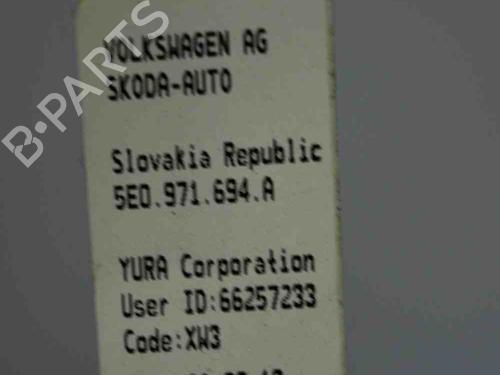 VOLKSWAGEN AG
SKODA-AUTO
Slovakia Republic
5E0.971.694.A
YURA Corporation
User ID:66257233
Code:XW3
B-PARTS